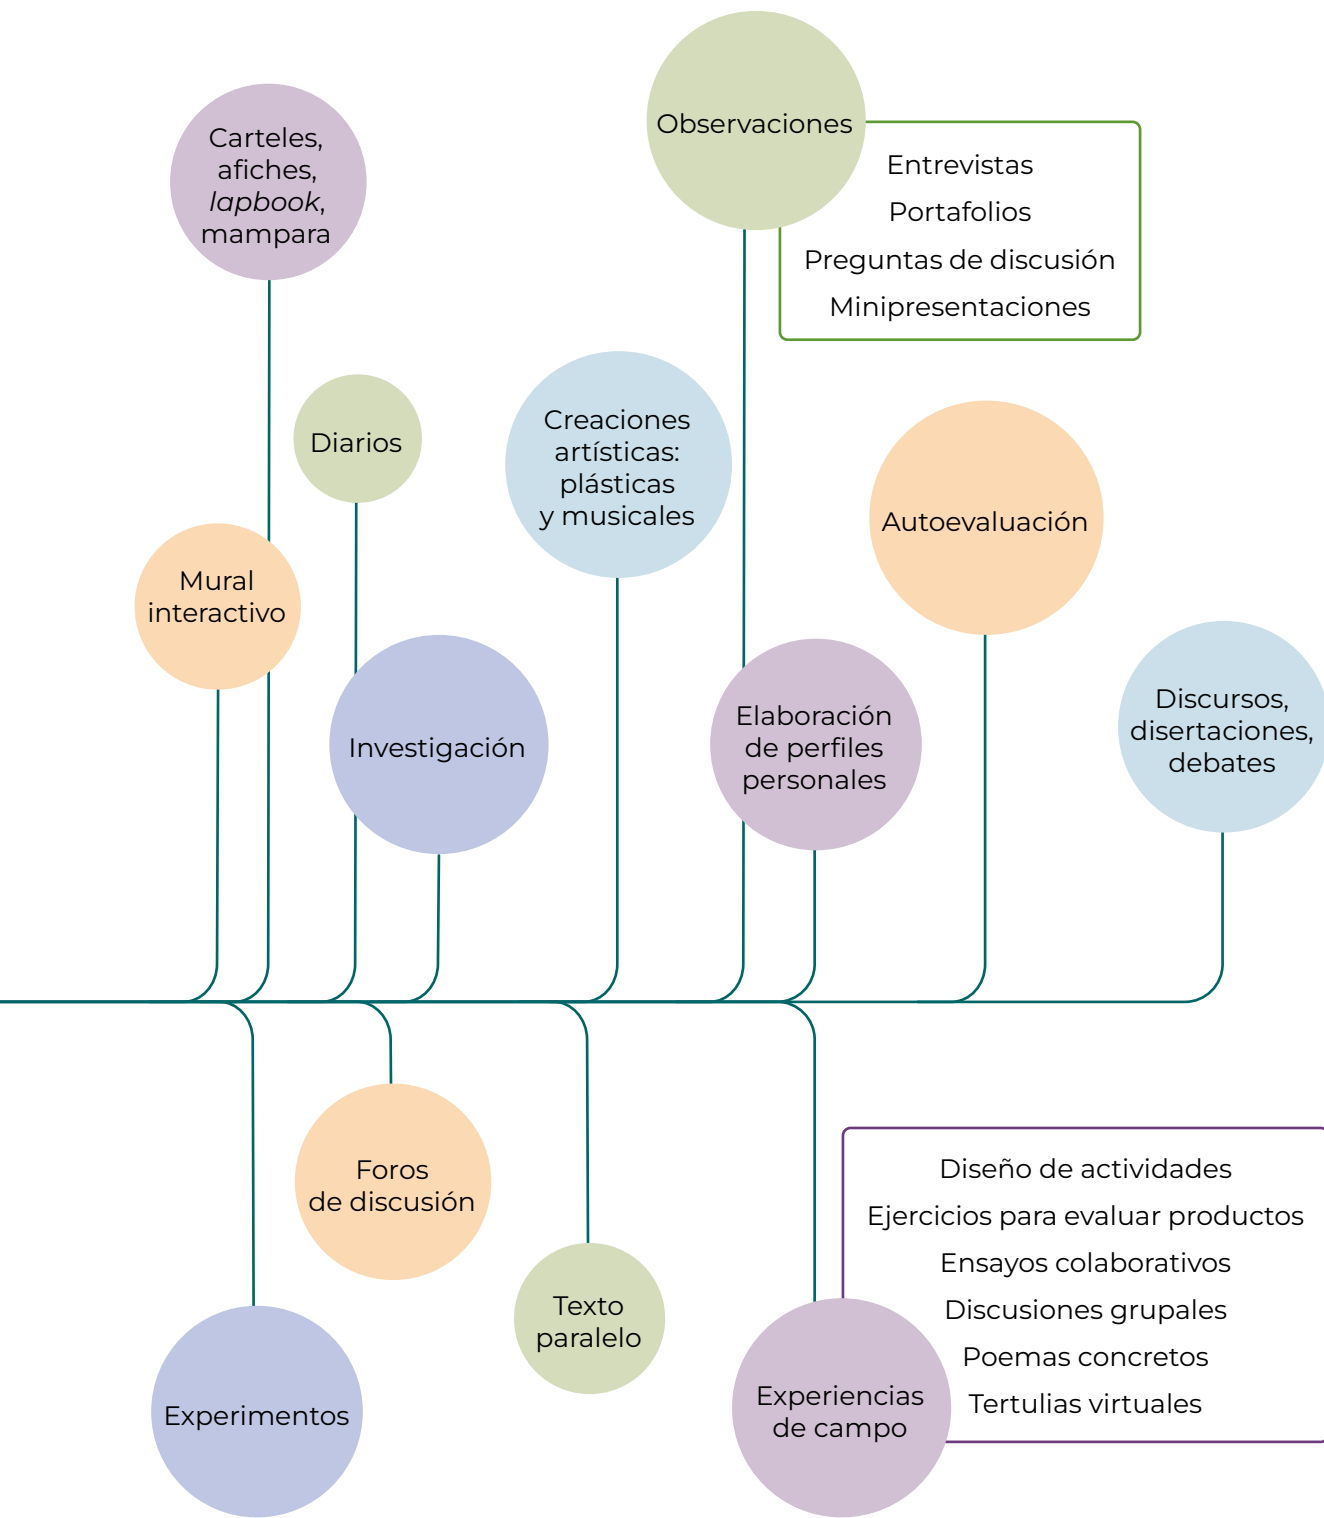 Observaciones
Entrevistas
Portafolios
Preguntas de discusión
Minipresentaciones
Carteles,
afiches,
lapbook,
mampara
Diarios
Creaciones
artísticas:
plásticas
y musicales
Autoevaluación
Mural
interactivo
Investigación
Elaboración
de perfiles
personales
Discursos,
disertaciones,
debates
Foros
de discusión
Texto
paralelo
Experimentos
Experiencias
de campo
Diseño de actividades
Ejercicios para evaluar productos
Ensayos colaborativos
Discusiones grupales
Poemas concretos
Tertulias virtuales